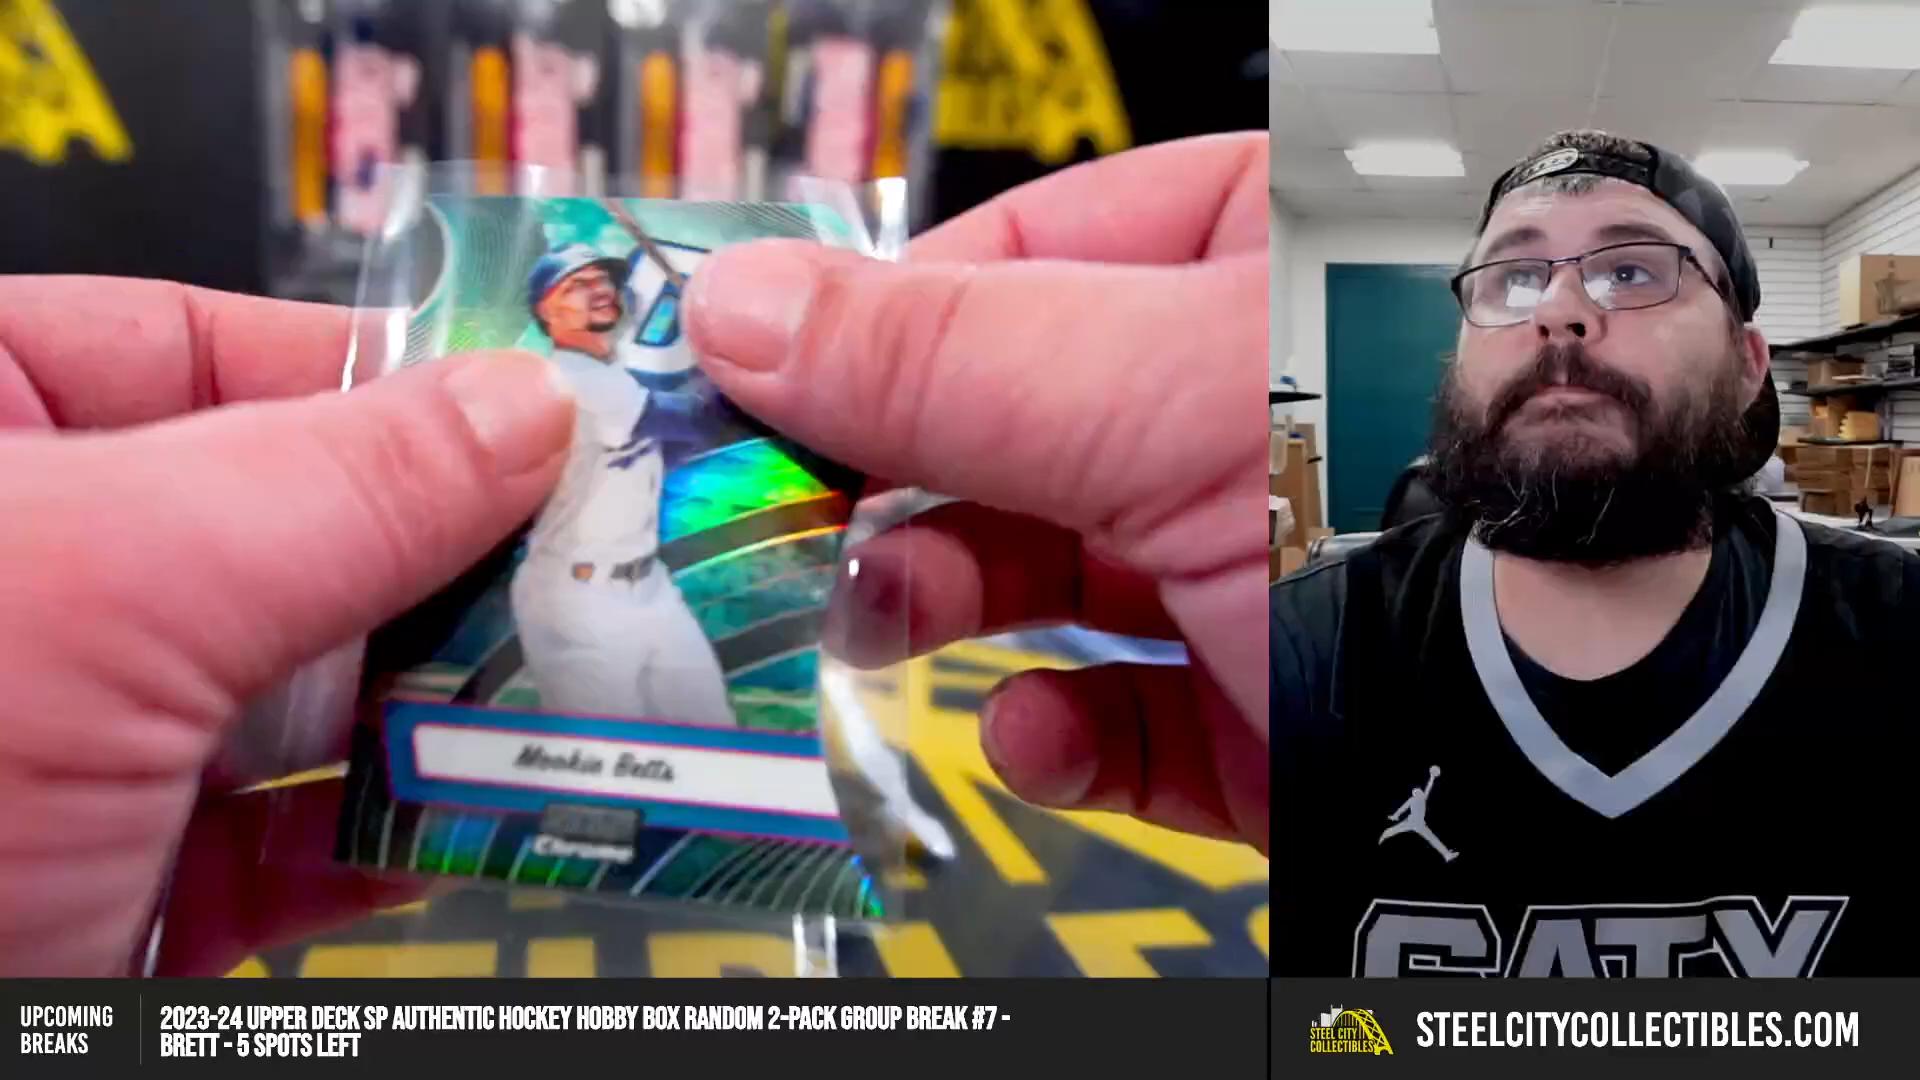 Mookie Betts
Chrome
CATY
UPCOMING
BREAKS
2023-24 UPPER DECK SP AUTHENTIC HOCKEY HOBBY BOX RANDOM 2-PACK GROUP BREAK #7 -
BRETT - 5 SPOTS LEFT
STEEL CITY
COLLECTIBLES
STEELCITYCOLLECTIBLES.COM